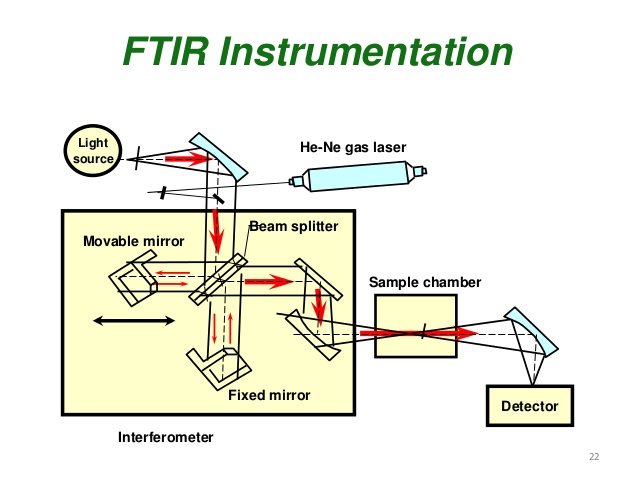 FTIR Instrumentation
Light
source
He-Ne gas laser
Beam splitter
Movable mirror
Sample chamber
Fixed mirror
Detector
Interferometer
22